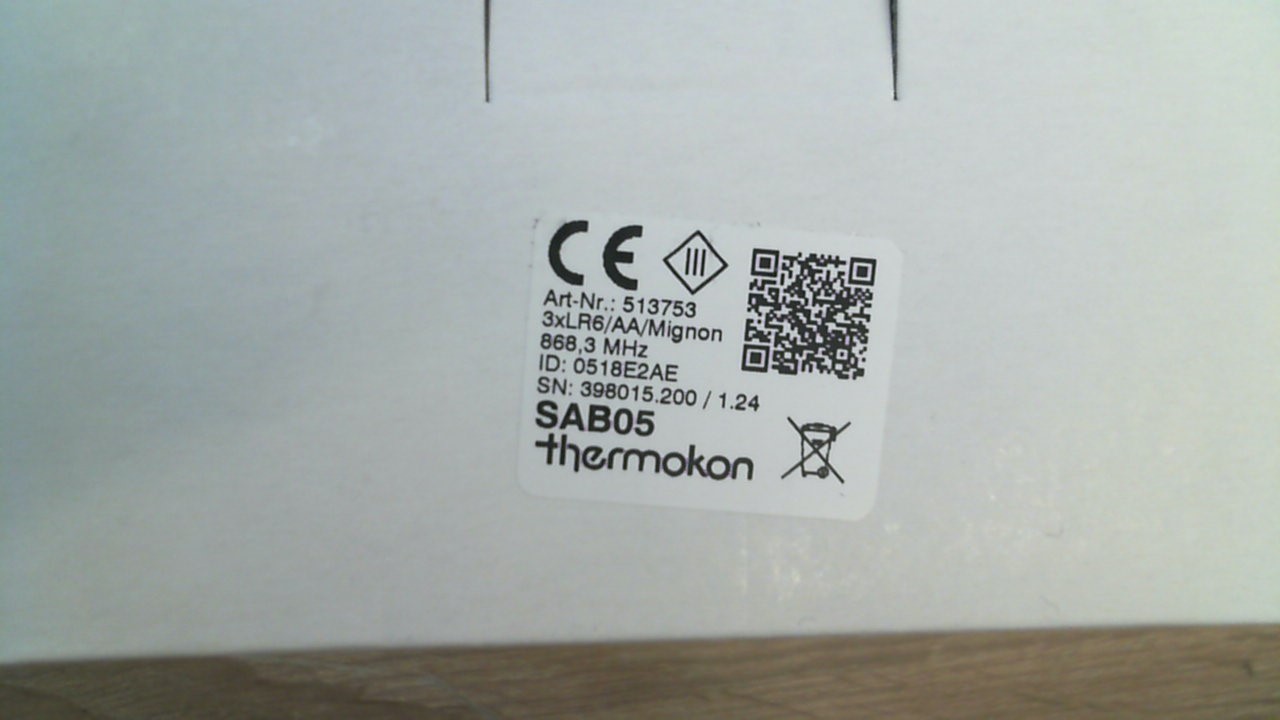 CE III
Art-Nr.: 513753
3xLR6/AA/Mignon
868,3 MHz
ID: 0518E2AE
SN: 398015.200 / 1.24
SAB05
thermokon